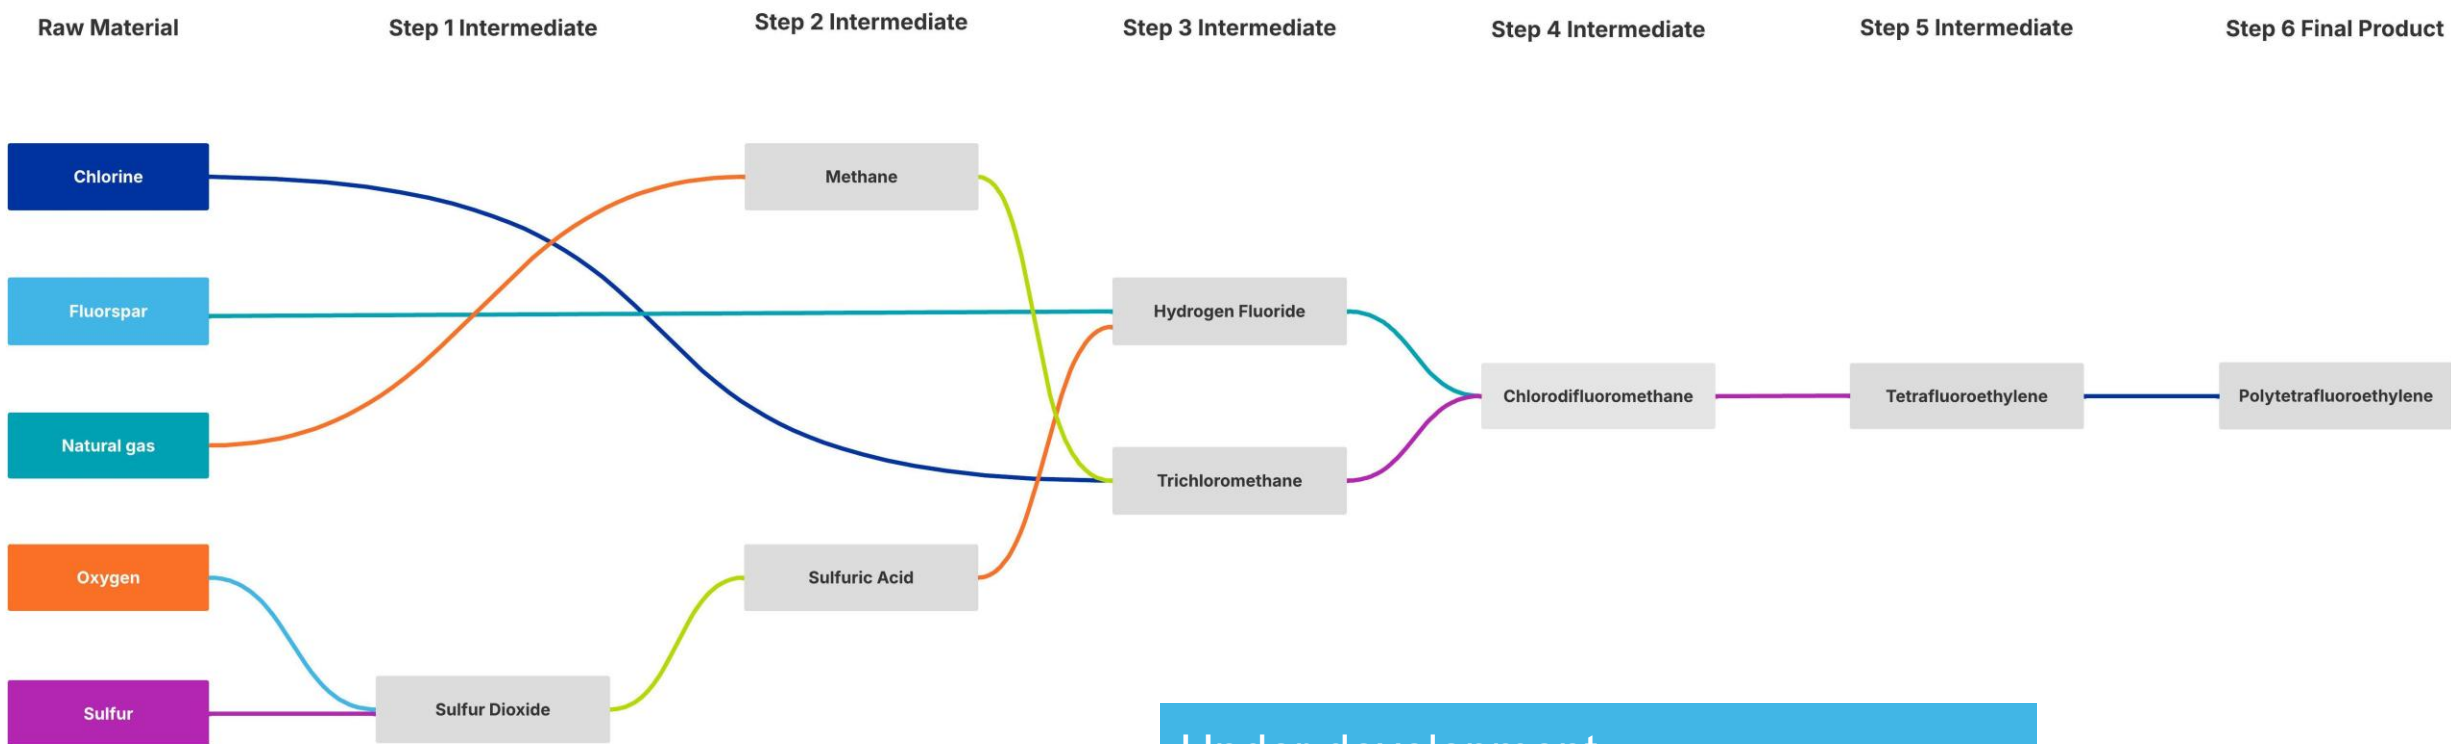 Raw Material
Step 1 Intermediate
Step 2 Intermediate
Step 3 Intermediate
Step 4 Intermediate
Step 5 Intermediate
Step 6 Final Product
Chlorine
Methane
Fluorspar
Hydrogen Fluoride
Natural gas
Chlorodifluoromethane
Tetrafluoroethylene
Polytetrafluoroethylene
Trichloromethane
Oxygen
Sulfuric Acid
Sulfur
Sulfur Dioxide
Under development